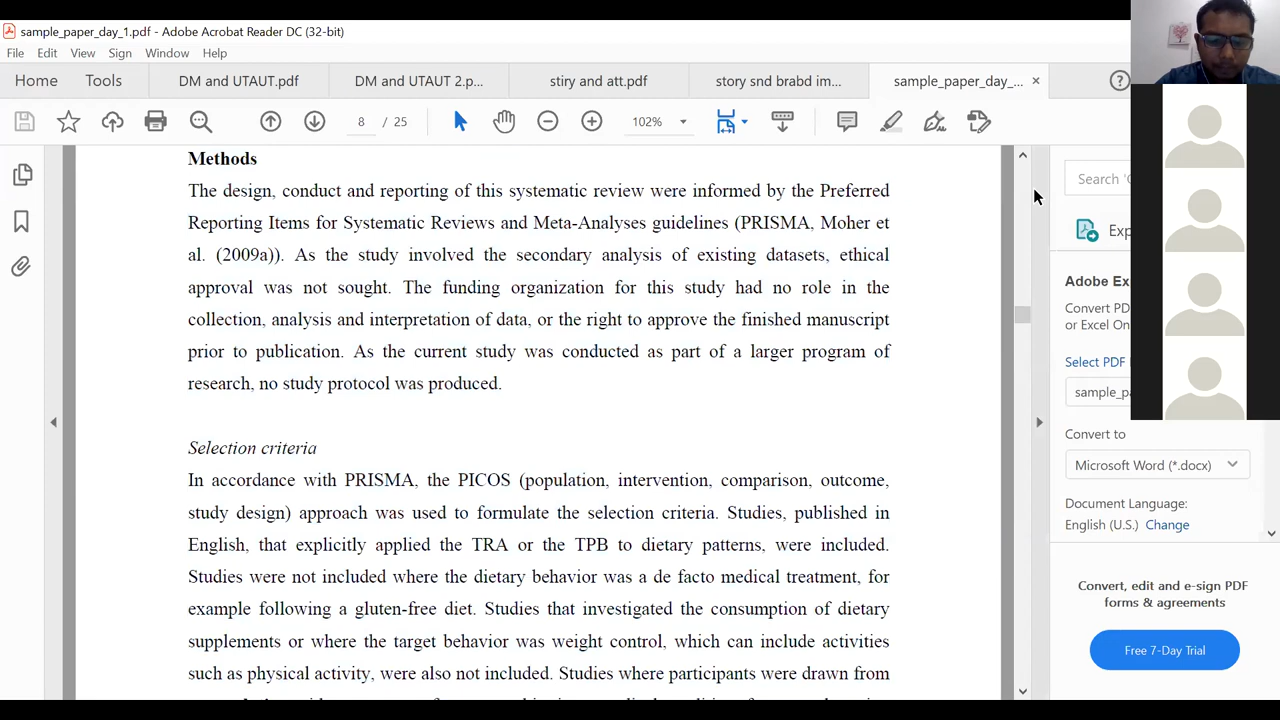 sample_paper_day_1.pdf - Adobe Acrobat Reader DC (32-bit)
File Edit View Sign Window Help
Home Tools DM and UTAUT.pdf DM and UTAUT 2.p... stiry and att.pdf story snd brabd im... sample_paper_day_... ×
8 / 25 102%
Methods
The design, conduct and reporting of this systematic review were informed by the Preferred
Reporting Items for Systematic Reviews and Meta-Analyses guidelines (PRISMA, Moher et
al. (2009a)). As the study involved the secondary analysis of existing datasets, ethical
approval was not sought. The funding organization for this study had no role in the
collection, analysis and interpretation of data, or the right to approve the finished manuscript
prior to publication. As the current study was conducted as part of a larger program of
research, no study protocol was produced.
Selection criteria
In accordance with PRISMA, the PICOS (population, intervention, comparison, outcome,
study design) approach was used to formulate the selection criteria. Studies, published in
English, that explicitly applied the TRA or the TPB to dietary patterns, were included.
Studies were not included where the dietary behavior was a de facto medical treatment, for
example following a gluten-free diet. Studies that investigated the consumption of dietary
supplements or where the target behavior was weight control, which can include activities
such as physical activity, were also not included. Studies where participants were drawn from
Search
Exp
Adobe Ex
Convert PD
or Excel On
Select PDF
sample_pa
Convert to
Microsoft Word (*.docx)
Document Language:
English (U.S.) Change
Convert, edit and e-sign PDF
forms & agreements
Free 7-Day Trial